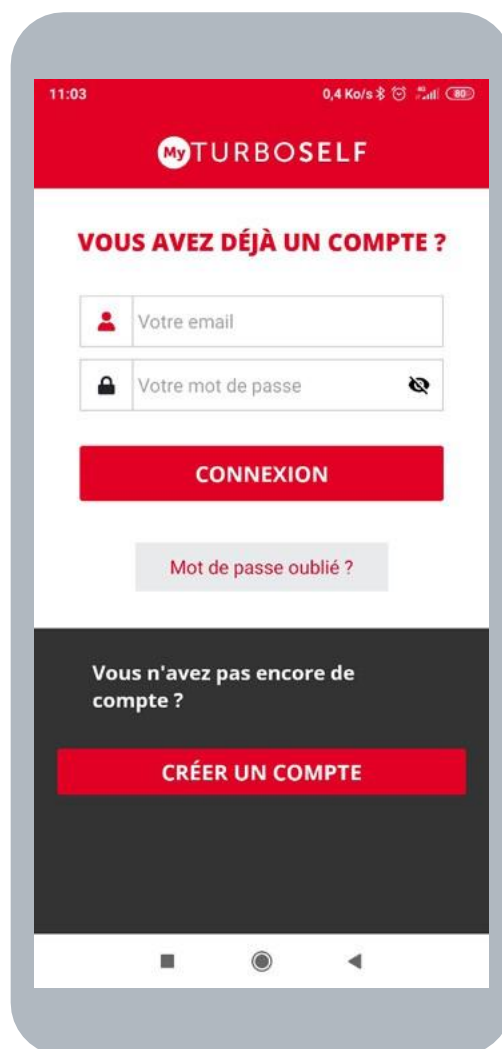 11:03 0,4 Ko/s 4G 80
My TURBOSELF
VOUS AVEZ DÉJÀ UN COMPTE ?
Votre email
Votre mot de passe
CONNEXION
Mot de passe oublié ?
Vous n'avez pas encore de
compte ?
CRÉER UN COMPTE